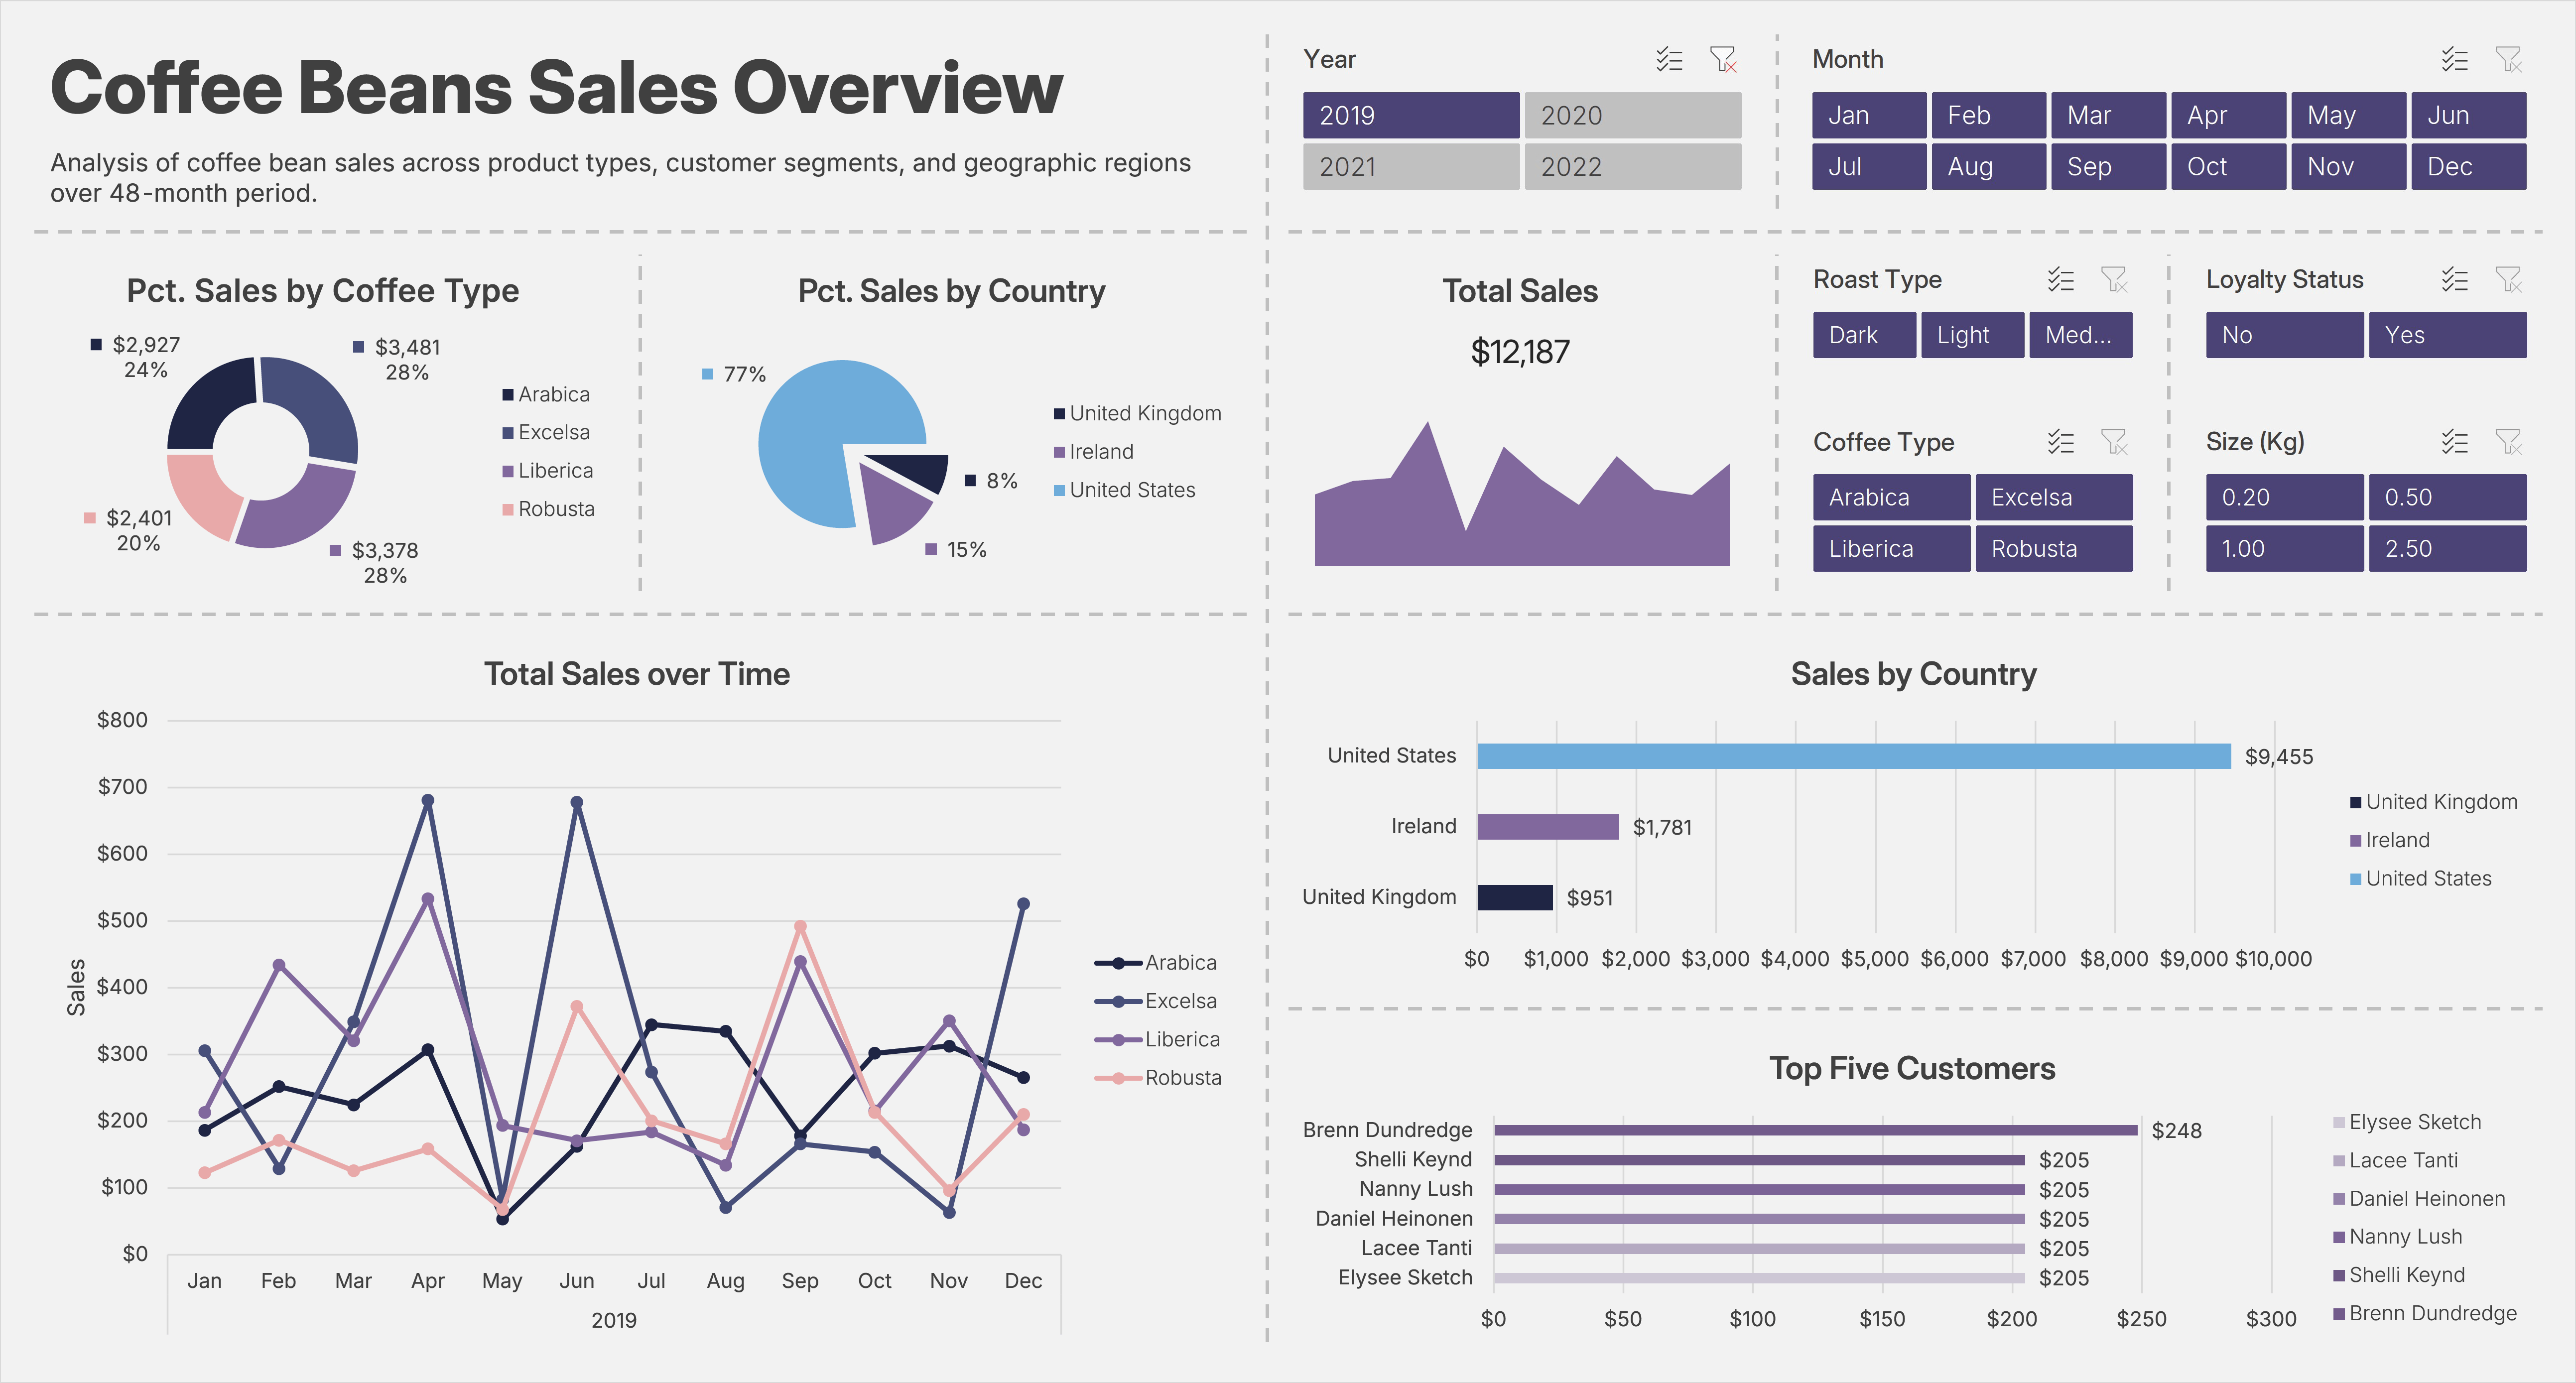 Coffee Beans Sales Overview
Analysis of coffee bean sales across product types, customer segments, and geographic regions
over 48-month period.
Year
2019 2020
2021 2022
Month
Jan Feb Mar Apr May Jun
Jul Aug Sep Oct Nov Dec
Pct. Sales by Coffee Type
$2,927
24%
$3,481
28%
$2,401
20%
$3,378
28%
Arabica
Excelsa
Liberica
Robusta
Pct. Sales by Country
77%
8%
15%
United Kingdom
Ireland
United States
Total Sales
$12,187
Roast Type
Dark Light Med...
Loyalty Status
No Yes
Coffee Type
Arabica Excelsa
Liberica Robusta
Size (Kg)
0.20 0.50
1.00 2.50
Total Sales over Time
Sales
$800
$700
$600
$500
$400
$300
$200
$100
$0
Jan Feb Mar Apr May Jun Jul Aug Sep Oct Nov Dec
2019
Arabica
Excelsa
Liberica
Robusta
Sales by Country
United States $9,455
Ireland $1,781
United Kingdom $951
$0 $1,000 $2,000 $3,000 $4,000 $5,000 $6,000 $7,000 $8,000 $9,000 $10,000
United Kingdom
Ireland
United States
Top Five Customers
Brenn Dundredge $248
Shelli Keynd $205
Nanny Lush $205
Daniel Heinonen $205
Lacee Tanti $205
Elysee Sketch $205
$0 $50 $100 $150 $200 $250 $300
Elysee Sketch
Lacee Tanti
Daniel Heinonen
Nanny Lush
Shelli Keynd
Brenn Dundredge